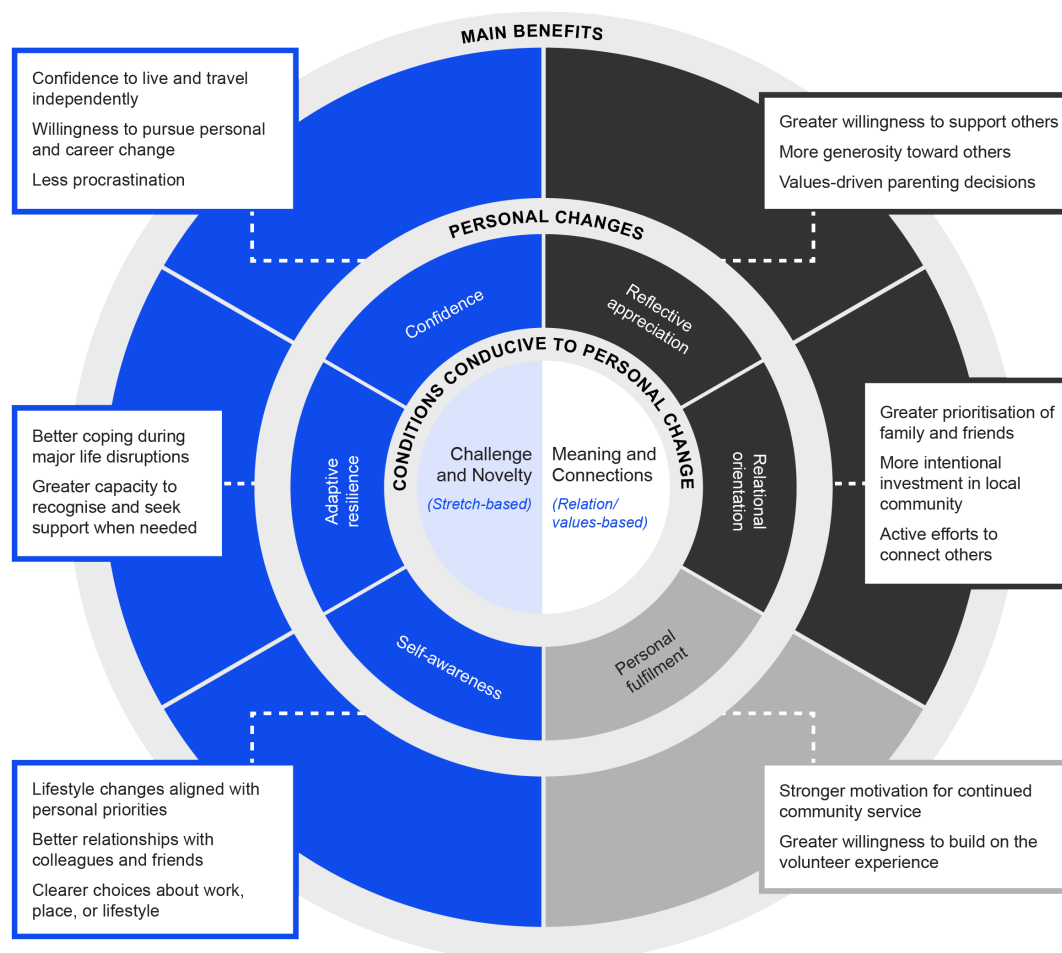 MAIN BENEFITS
Confidence to live and travel
independently
Willingness to pursue personal
and career change
Less procrastination
Greater willingness to support others
More generosity toward others
Values-driven parenting decisions
PERSONAL CHANGES
Confidence
Reflective
appreciation
CONDITIONS CONDUCIVE TO PERSONAL CHANGE
Better coping during
major life disruptions
Greater capacity to
recognise and seek
support when needed
Adaptive
resilience
Challenge
and Novelty
(Stretch-based)
Meaning and
Connections
(Relation/
values-based)
Relational
orientation
Greater prioritisation of
family and friends
More intentional
investment in local
community
Active efforts to
connect others
Self-awareness
Personal
fulfilment
Lifestyle changes aligned with
personal priorities
Better relationships with
colleagues and friends
Clearer choices about work,
place, or lifestyle
Stronger motivation for continued
community service
Greater willingness to build on the
volunteer experience